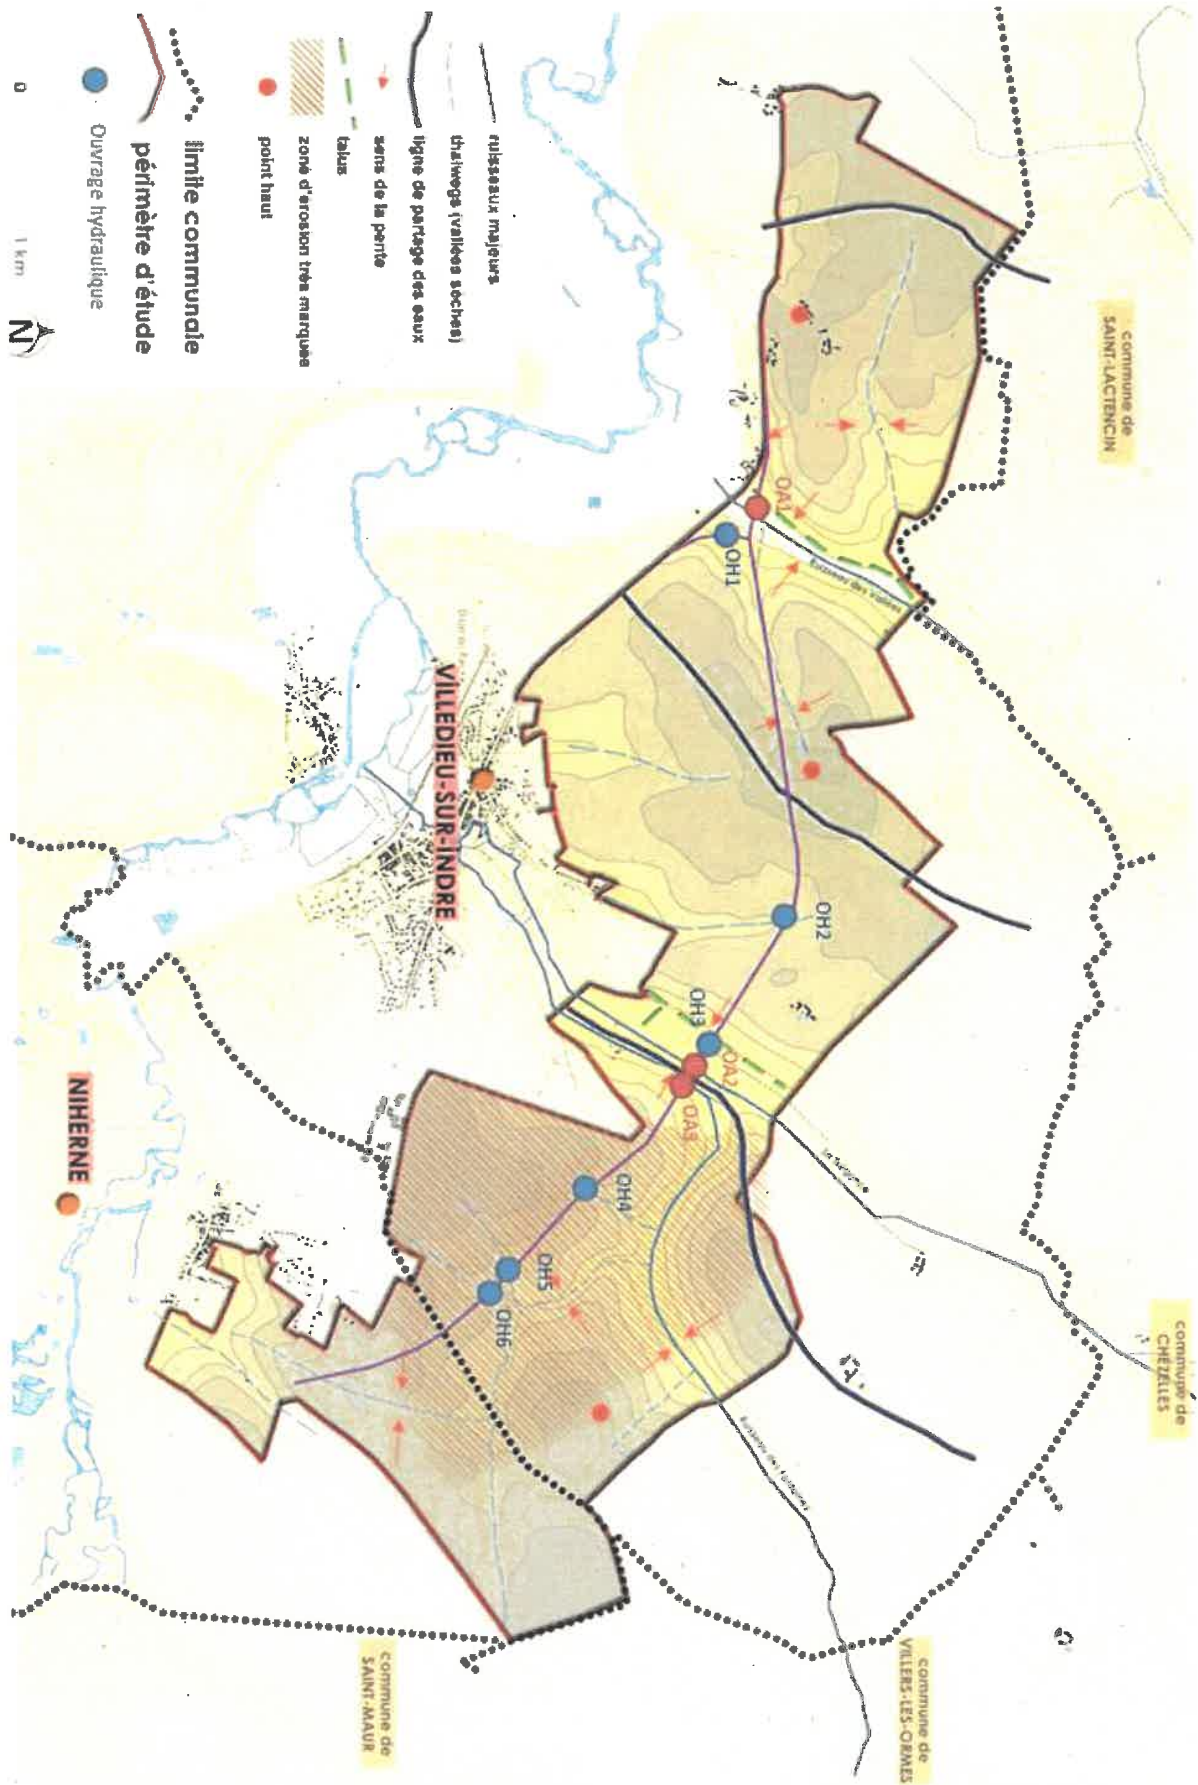 commune de
SAINT-LACTENCIN
commune de
CHEZELLES
commune de
VILLERS-LES-ORMES
commune de
SAINT-MAUR
OA1
OH1
Ruisseau des Vallées
OH2
OH3
OA2
OA3
OH4
OH5
OH6
VILLEDIEU-SUR-INDRE
NIHERNE
ruisseaux majeurs
thalwegs (vallées sèches)
ligne de partage des eaux
sens de la pente
talus
zone d'érosion très marquée
point haut
limite communale
périmètre d'étude
Ouvrage hydraulique
0 1 km
N